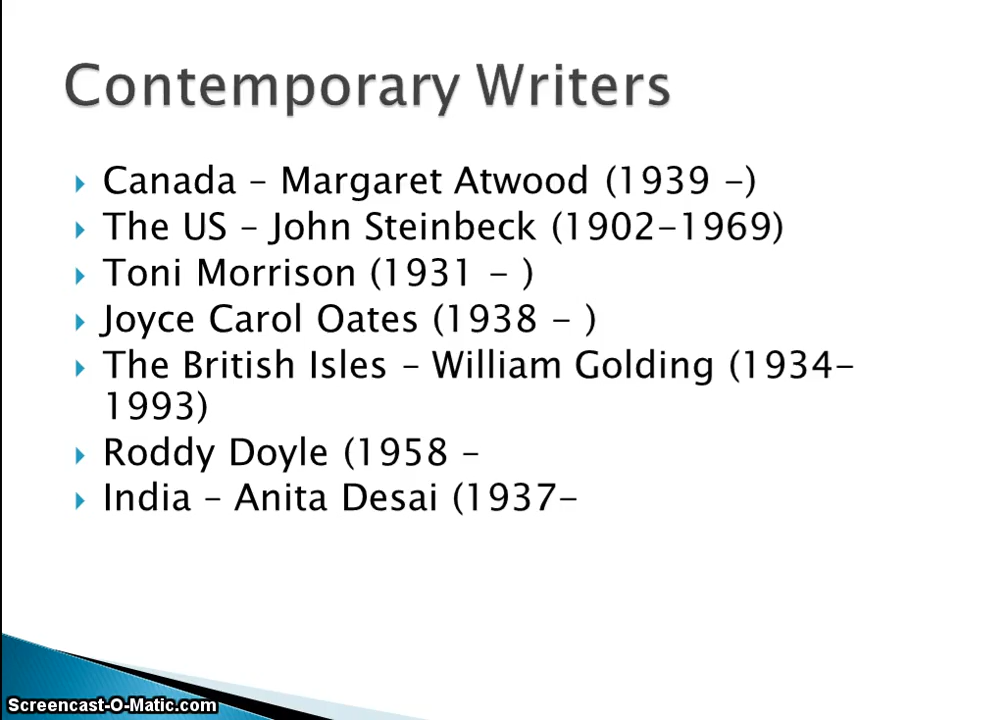 Contemporary Writers
Canada – Margaret Atwood (1939 –)
The US – John Steinbeck (1902-1969)
Toni Morrison (1931 - )
Joyce Carol Oates (1938 - )
The British Isles – William Golding (1934-
1993)
Roddy Doyle (1958 –
India – Anita Desai (1937-
Screencast-O-Matic.com